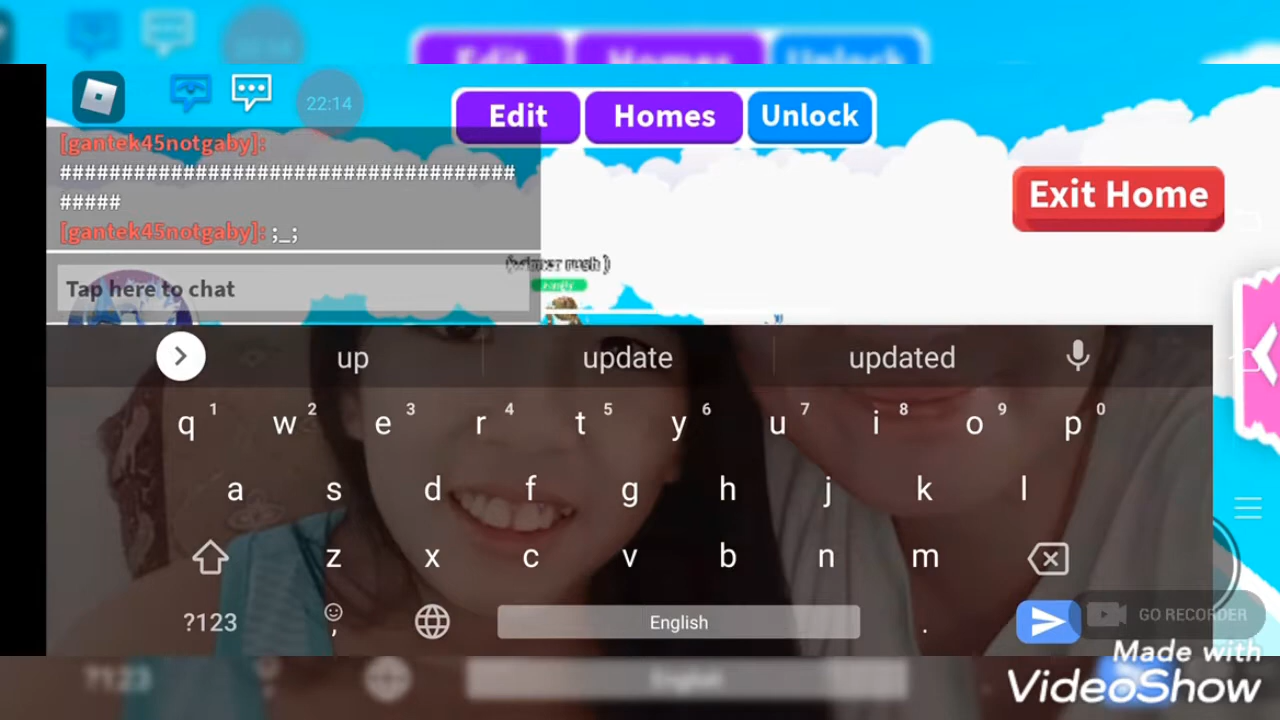 22:14
Edit
Homes
Unlock
[gantek45notgaby]:
#####################################
#####
[gantek45notgaby]: ;_;
Exit Home
Tap here to chat
up
update
updated
q 1 w 2 e 3 r 4 t 5 y 6 u 7 i 8 o 9 p 0
a s d f g h j k l
z x c v b n m
?123 , English .
GO RECORDER
Made with
VideoShow